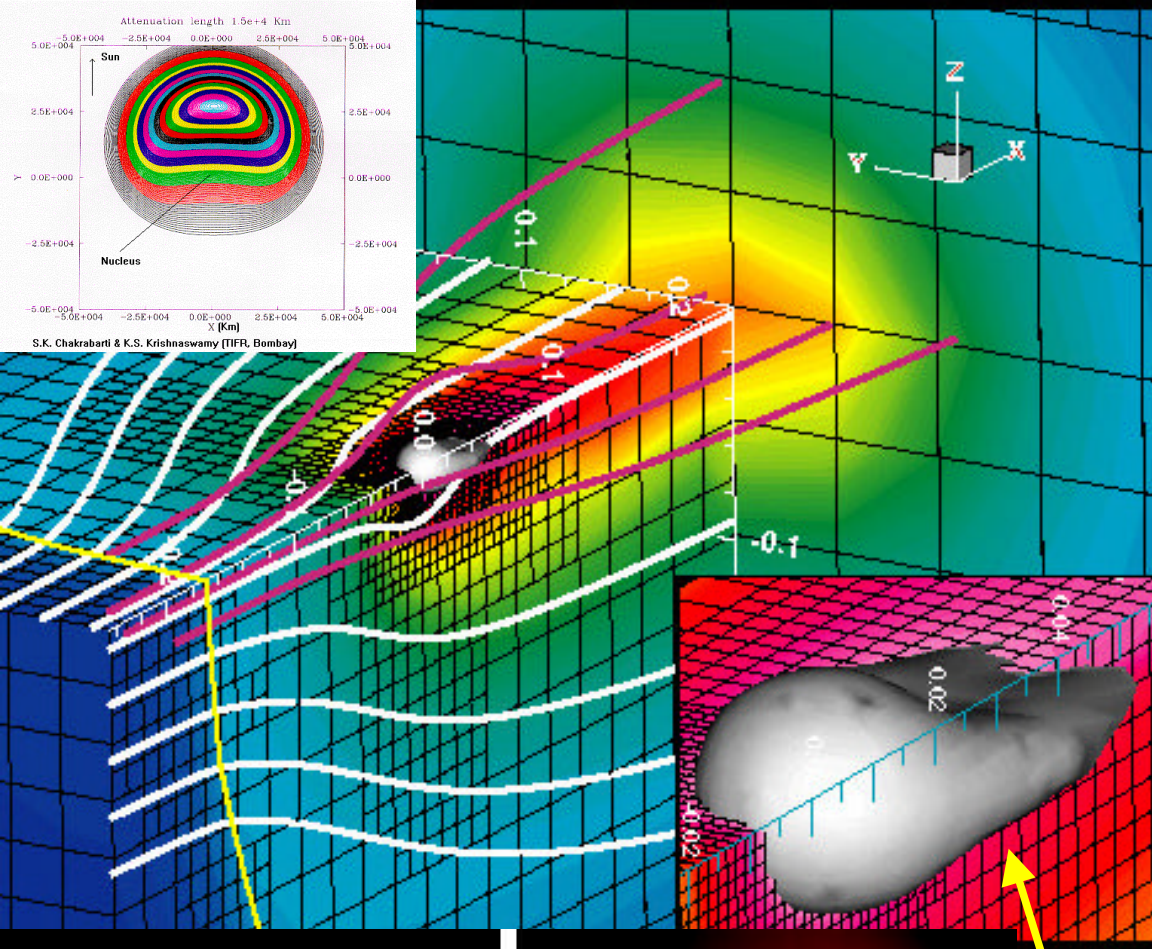 Attenuation length 1.5e+4 Km
-5.0E+004 -2.5E+004 0.0E+000 2.5E+004 5.0E+004
5.0E+004 5.0E+004
Sun
2.5E+004 2.5E+004
Y 0.0E+000 0.0E+000
-2.5E+004 -2.5E+004
Nucleus
-5.0E+004 -5.0E+004
-5.0E+004 -2.5E+004 0.0E+000 2.5E+004 5.0E+004
X [Km]
S.K. Chakrabarti & K.S. Krishnaswamy (TIFR, Bombay)
Z
Y X
0.1
0.2
0.1
0.0
-0.1
0.04
0.02
-0.02